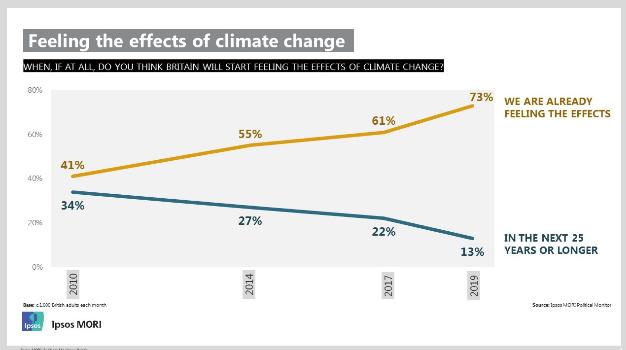 Feeling the effects of climate change
WHEN, IF AT ALL, DO YOU THINK BRITAIN WILL START FEELING THE EFFECTS OF CLIMATE CHANGE?
80%
60%
40%
20%
0%
41%
55%
61%
73%
34%
27%
22%
13%
WE ARE ALREADY
FEELING THE EFFECTS
IN THE NEXT 25
YEARS OR LONGER
2010
2014
2017
2019
Base: c.1,000 British adults each month
Source: Ipsos MORI Political Monitor
Ipsos
Ipsos MORI